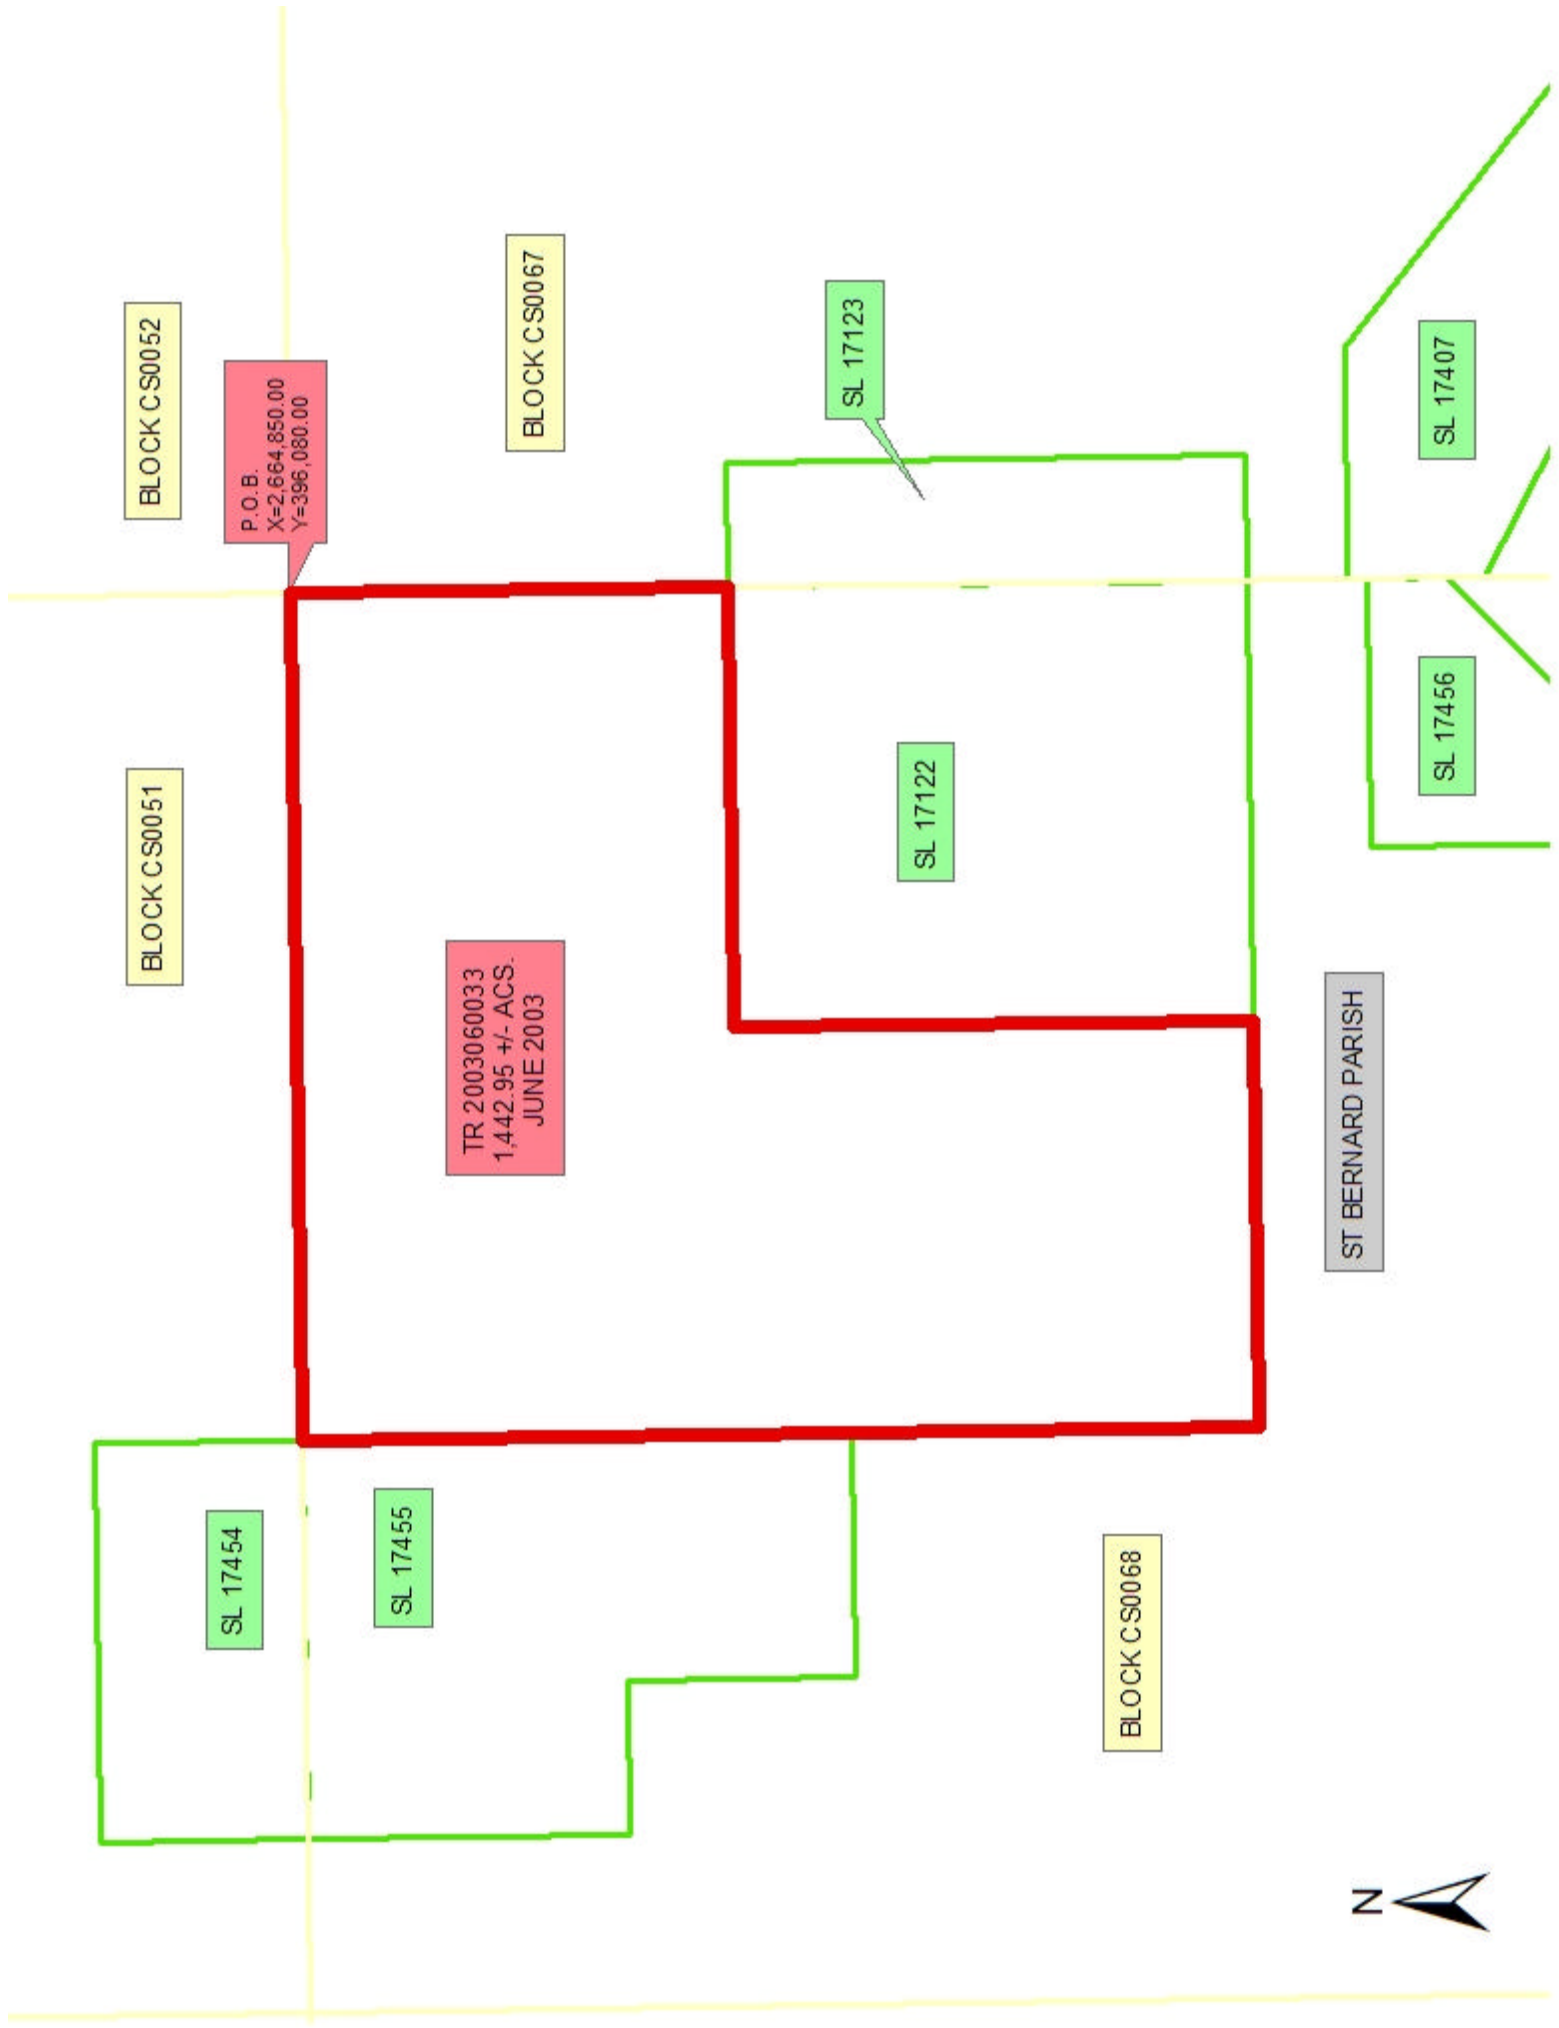 SL 17454
BLOCK CS0051
BLOCK CS0052
P.O.B.
X=2,664,850.00
Y=396,080.00
SL 17455
TR 2003060033
1,442.95 +/- ACS.
JUNE 2003
BLOCK CS0067
SL 17122
SL 17123
BLOCK CS0068
ST BERNARD PARISH
SL 17456
SL 17407
N